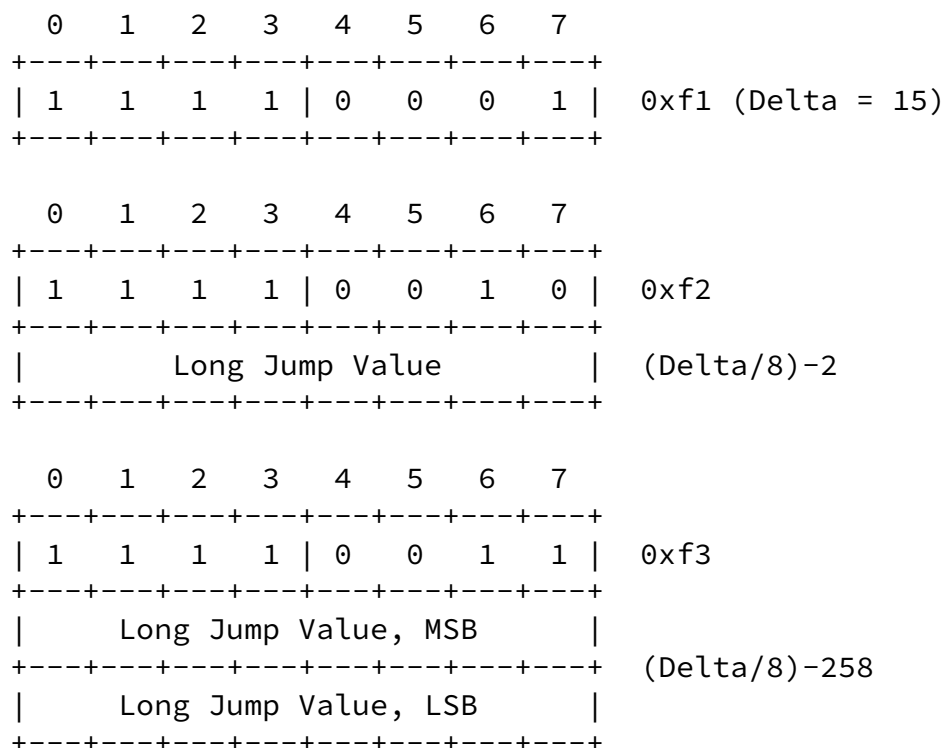 0   1   2   3   4   5   6   7
+---+---+---+---+---+---+---+---+
| 1   1   1   1 | 0   0   0   1 |  0xf1 (Delta = 15)
+---+---+---+---+---+---+---+---+
  0   1   2   3   4   5   6   7
+---+---+---+---+---+---+---+---+
| 1   1   1   1 | 0   0   1   0 |  0xf2
+---+---+---+---+---+---+---+---+
|        Long Jump Value        |  (Delta/8)-2
+---+---+---+---+---+---+---+---+
  0   1   2   3   4   5   6   7
+---+---+---+---+---+---+---+---+
| 1   1   1   1 | 0   0   1   1 |  0xf3
+---+---+---+---+---+---+---+---+
|     Long Jump Value, MSB      |
+---+---+---+---+---+---+---+---+  (Delta/8)-258
|     Long Jump Value, LSB      |
+---+---+---+---+---+---+---+---+